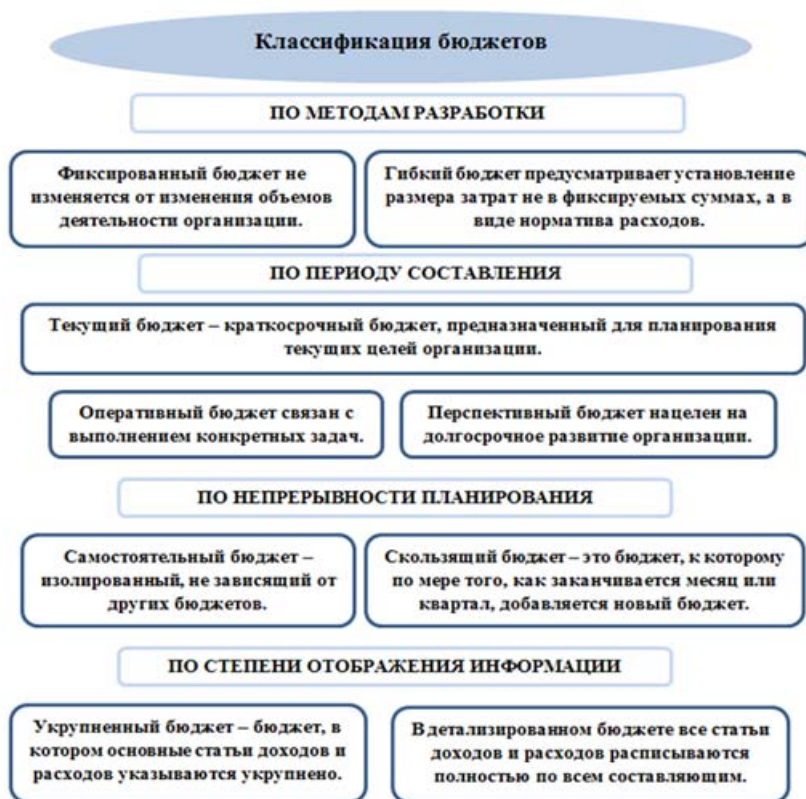 Классификация бюджетов
ПО МЕТОДАМ РАЗРАБОТКИ
Фиксированный бюджет не
изменяется от изменения объемов
деятельности организации.
Гибкий бюджет предусматривает установление
размера затрат не в фиксируемых суммах, а в
виде норматива расходов.
ПО ПЕРИОДУ СОСТАВЛЕНИЯ
Текущий бюджет – краткосрочный бюджет, предназначенный для планирования
текущих целей организации.
Оперативный бюджет связан с
выполнением конкретных задач.
Перспективный бюджет нацелен на
долгосрочное развитие организации.
ПО НЕПРЕРЫВНОСТИ ПЛАНИРОВАНИЯ
Самостоятельный бюджет –
изолированный, не зависящий от
других бюджетов.
Скользящий бюджет – это бюджет, к которому
по мере того, как заканчивается месяц или
квартал, добавляется новый бюджет.
ПО СТЕПЕНИ ОТОБРАЖЕНИЯ ИНФОРМАЦИИ
Укрупненный бюджет – бюджет, в
котором основные статьи доходов и
расходов указываются укрупнено.
В детализированном бюджете все статьи
доходов и расходов расписываются
полностью по всем составляющим.